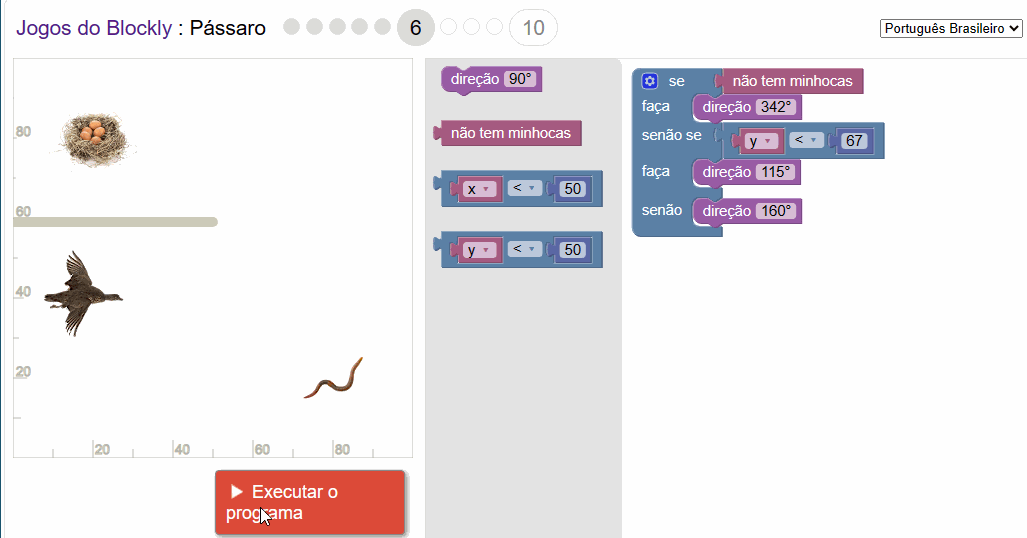 Jogos do Blockly : Pássaro
6
10
Português Brasileiro
80
60
40
20
20
40
60
80
Executar o
programa
direção 90°
não tem minhocas
x < 50
y < 50
se não tem minhocas
faça direção 342°
senão se y < 67
faça direção 115°
senão direção 160°